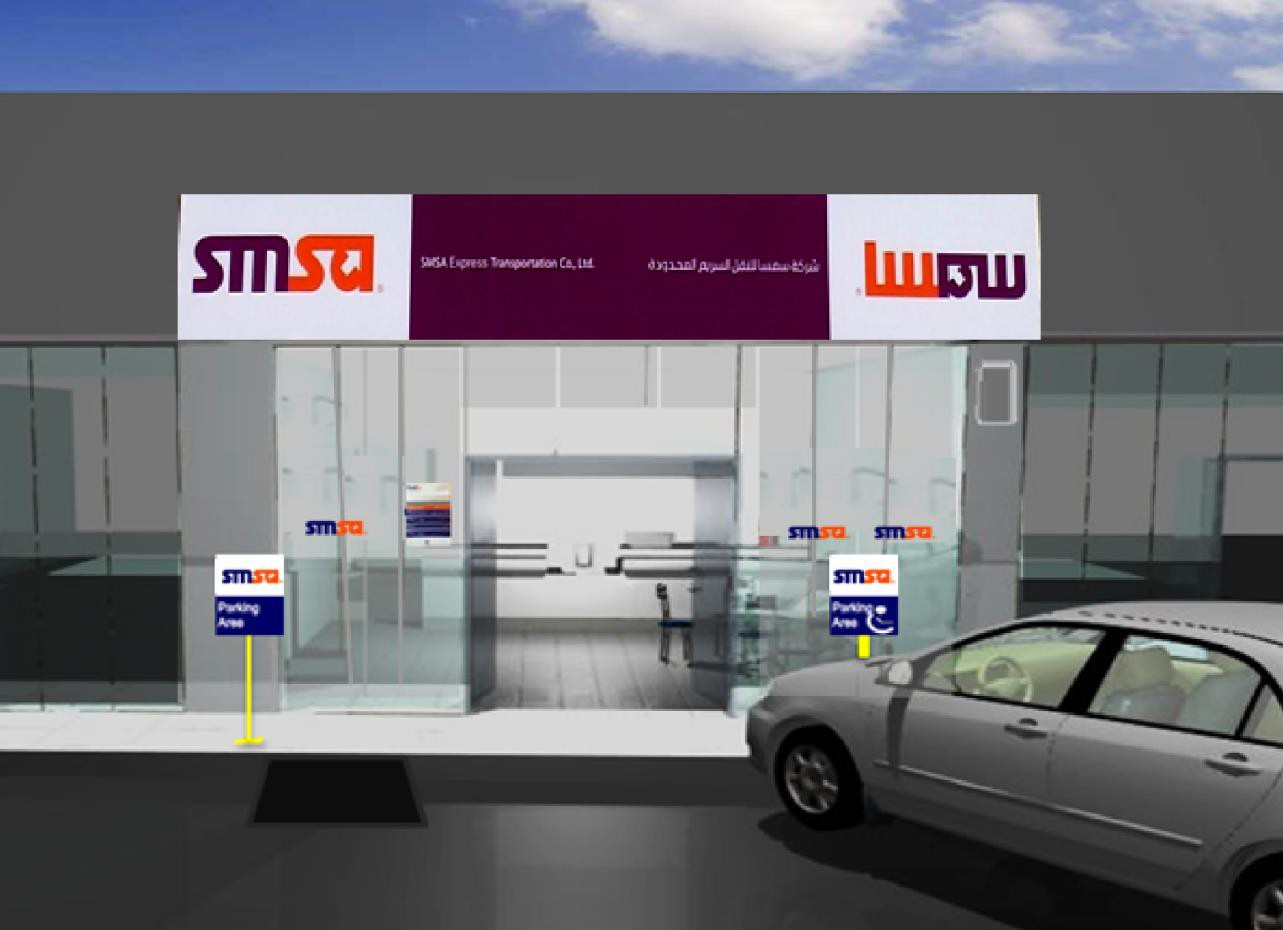 smsa
SMSA Express Transportation Co., Ltd.
شركة سمسا للنقل السريع المحدودة
سمسا
smsa
smsa
smsa
smsa
Parking
Area
smsa
Parking
Area